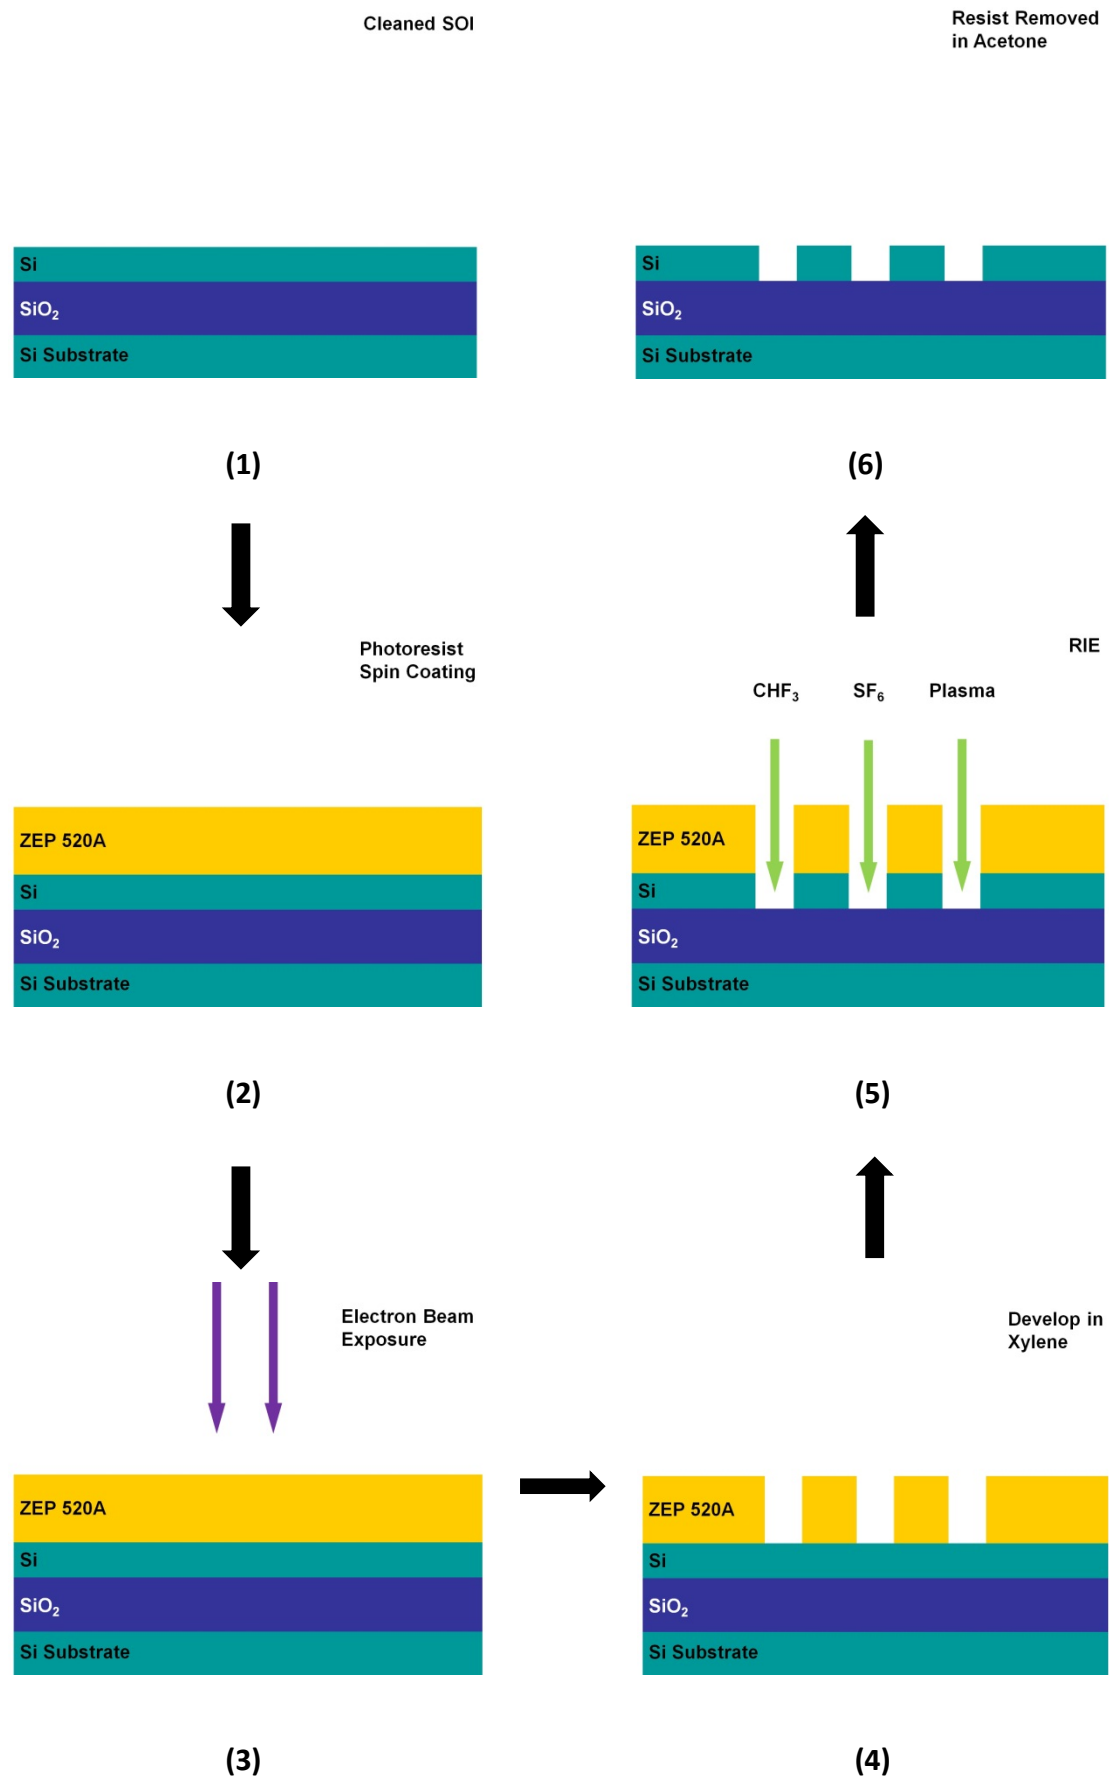 Cleaned SOI
Si
SiO₂
Si Substrate
(1)
Photoresist
Spin Coating
ZEP 520A
Si
SiO₂
Si Substrate
(2)
Electron Beam
Exposure
ZEP 520A
Si
SiO₂
Si Substrate
(3)
Develop in
Xylene
ZEP 520A
Si
SiO₂
Si Substrate
(4)
RIE
CHF₃ SF₆ Plasma
ZEP 520A
Si
SiO₂
Si Substrate
(5)
Resist Removed
in Acetone
Si
SiO₂
Si Substrate
(6)